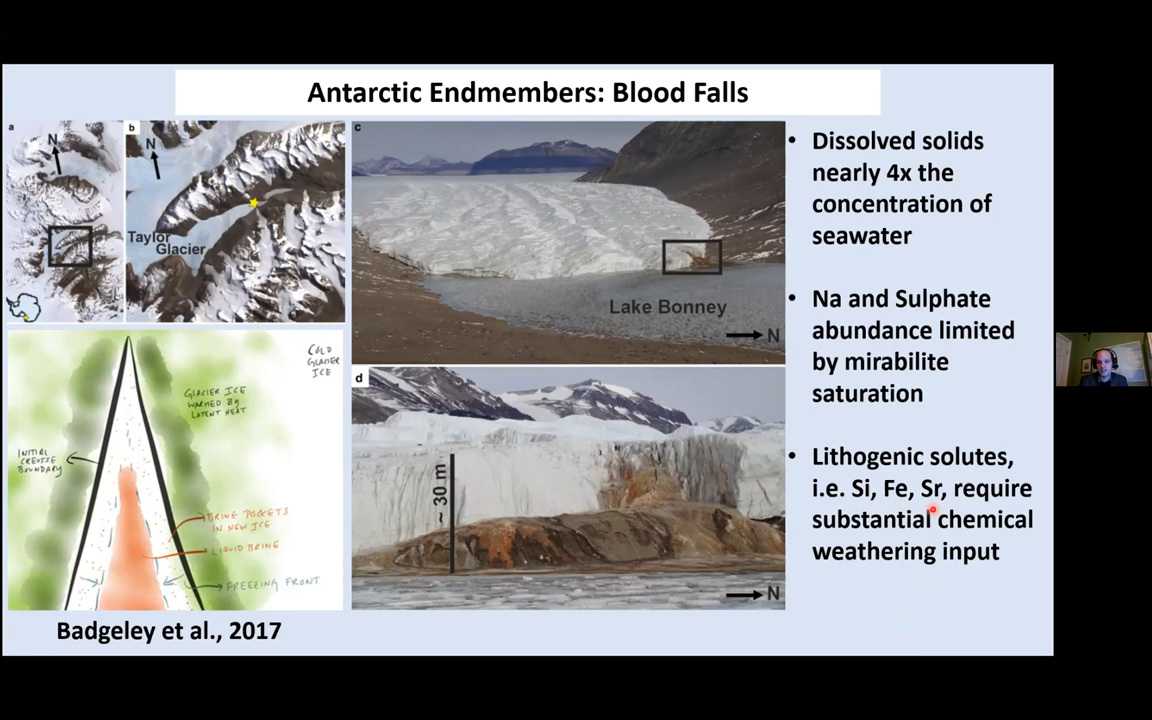 Antarctic Endmembers: Blood Falls
a
N
b
N
Taylor
Glacier
c
Lake Bonney
N
COLD
GLACIER
ICE
GLACIER ICE
WARMED BY
LATENT HEAT
INITIAL
CREVASSE
BOUNDARY
BRINE POCKETS
IN NEW ICE
LIQUID BRINE
FREEZING FRONT
d
~ 30 m
N
Badgeley et al., 2017
• Dissolved solids
nearly 4x the
concentration of
seawater
• Na and Sulphate
abundance limited
by mirabilite
saturation
• Lithogenic solutes,
i.e. Si, Fe, Sr, require
substantial chemical
weathering input